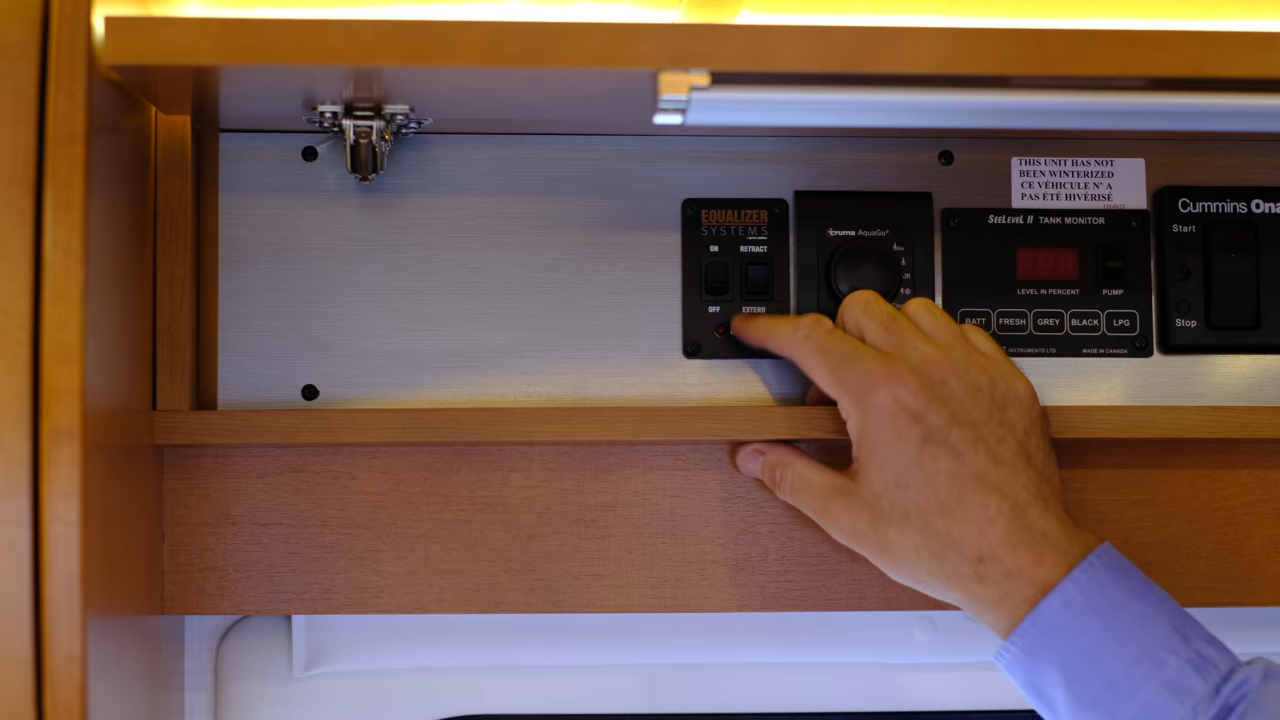 THIS UNIT HAS NOT
BEEN WINTERIZED
CE VÉHICULE N' A
PAS ÉTÉ HIVÉRISÉ
EQUALIZER
SYSTEMS
ON RETRACT
OFF EXTEND
truma AquaGo
SEELEVEL II TANK MONITOR
LEVEL IN PERCENT PUMP
BATT FRESH GREY BLACK LPG
INSTRUMENTS LTD. MADE IN CANADA
Cummins Ona
Start
Stop